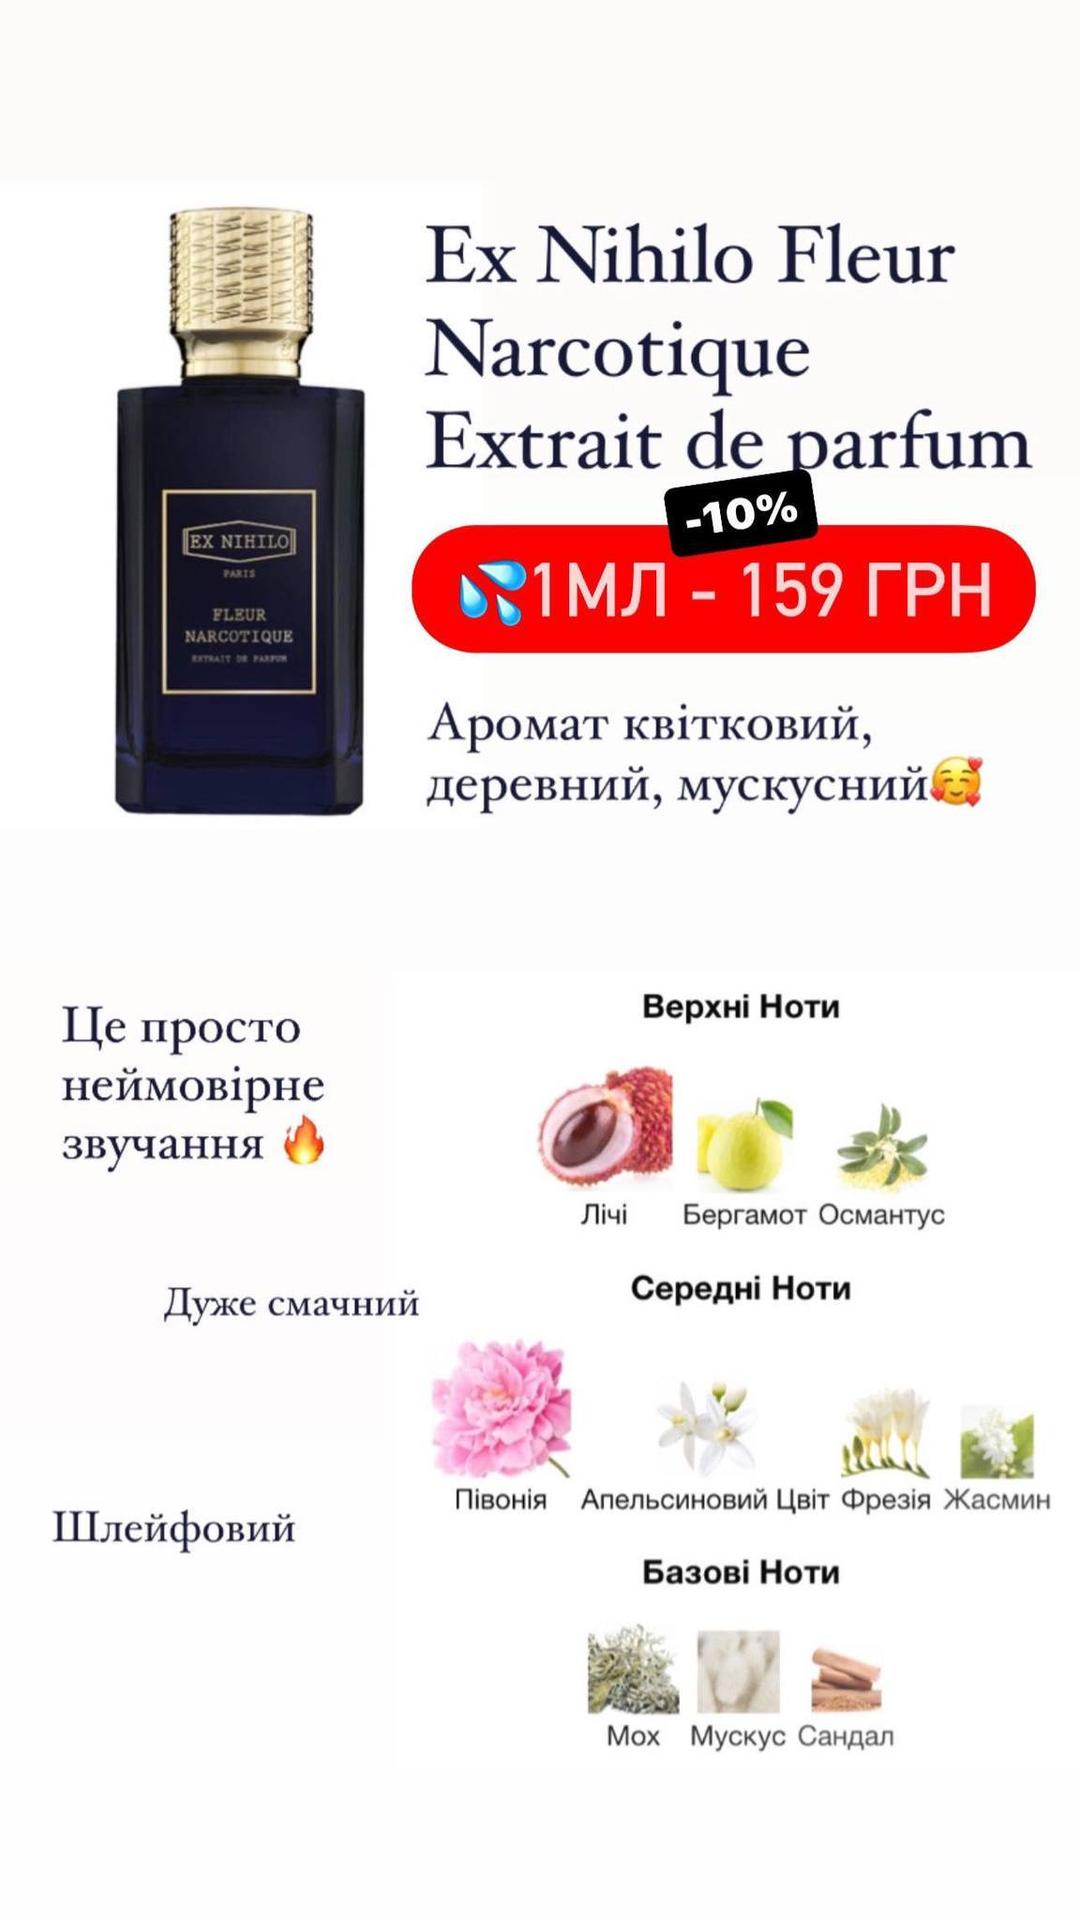 Ex Nihilo Fleur
Narcotique
Extrait de parfum
-10%
💦1МЛ - 159 ГРН
EX NIHILO
PARIS
FLEUR
NARCOTIQUE
EXTRAIT DE PARFUM
Аромат квітковий,
деревний, мускусний🥰
Це просто
неймовірне
звучання 🔥
Дуже смачний
Шлейфовий
Верхні Ноти
Лічі Бергамот Османтус
Середні Ноти
Півонія Апельсиновий Цвіт Фрезія Жасмин
Базові Ноти
Мох Мускус Сандал